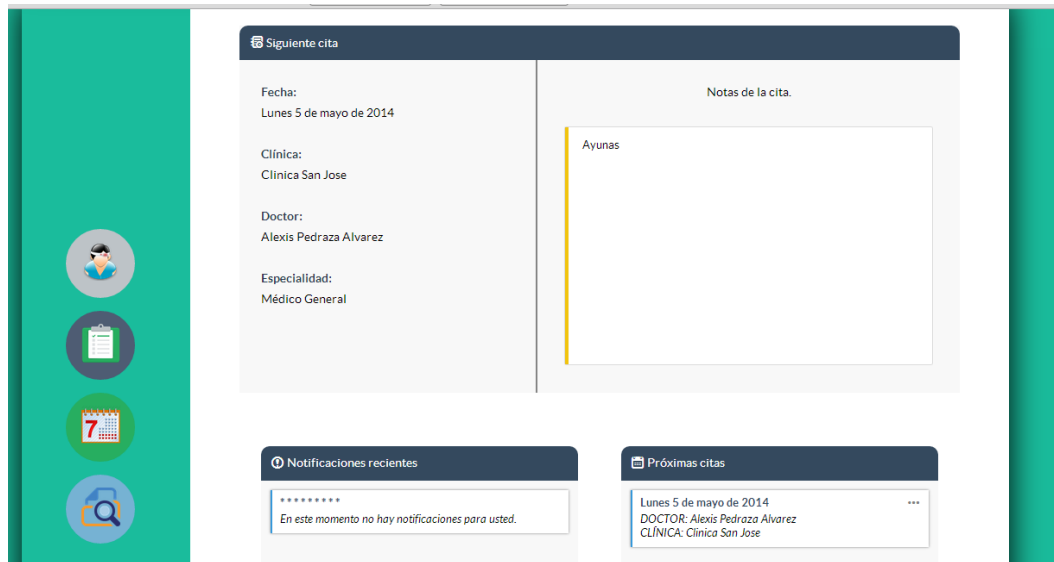 Siguiente cita
Fecha:
Lunes 5 de mayo de 2014
Clínica:
Clinica San Jose
Doctor:
Alexis Pedraza Alvarez
Especialidad:
Médico General
Notas de la cita.
Ayunas
7
Notificaciones recientes
* * * * * * * * *
En este momento no hay notificaciones para usted.
Próximas citas
Lunes 5 de mayo de 2014
DOCTOR: Alexis Pedraza Alvarez
CLÍNICA: Clinica San Jose